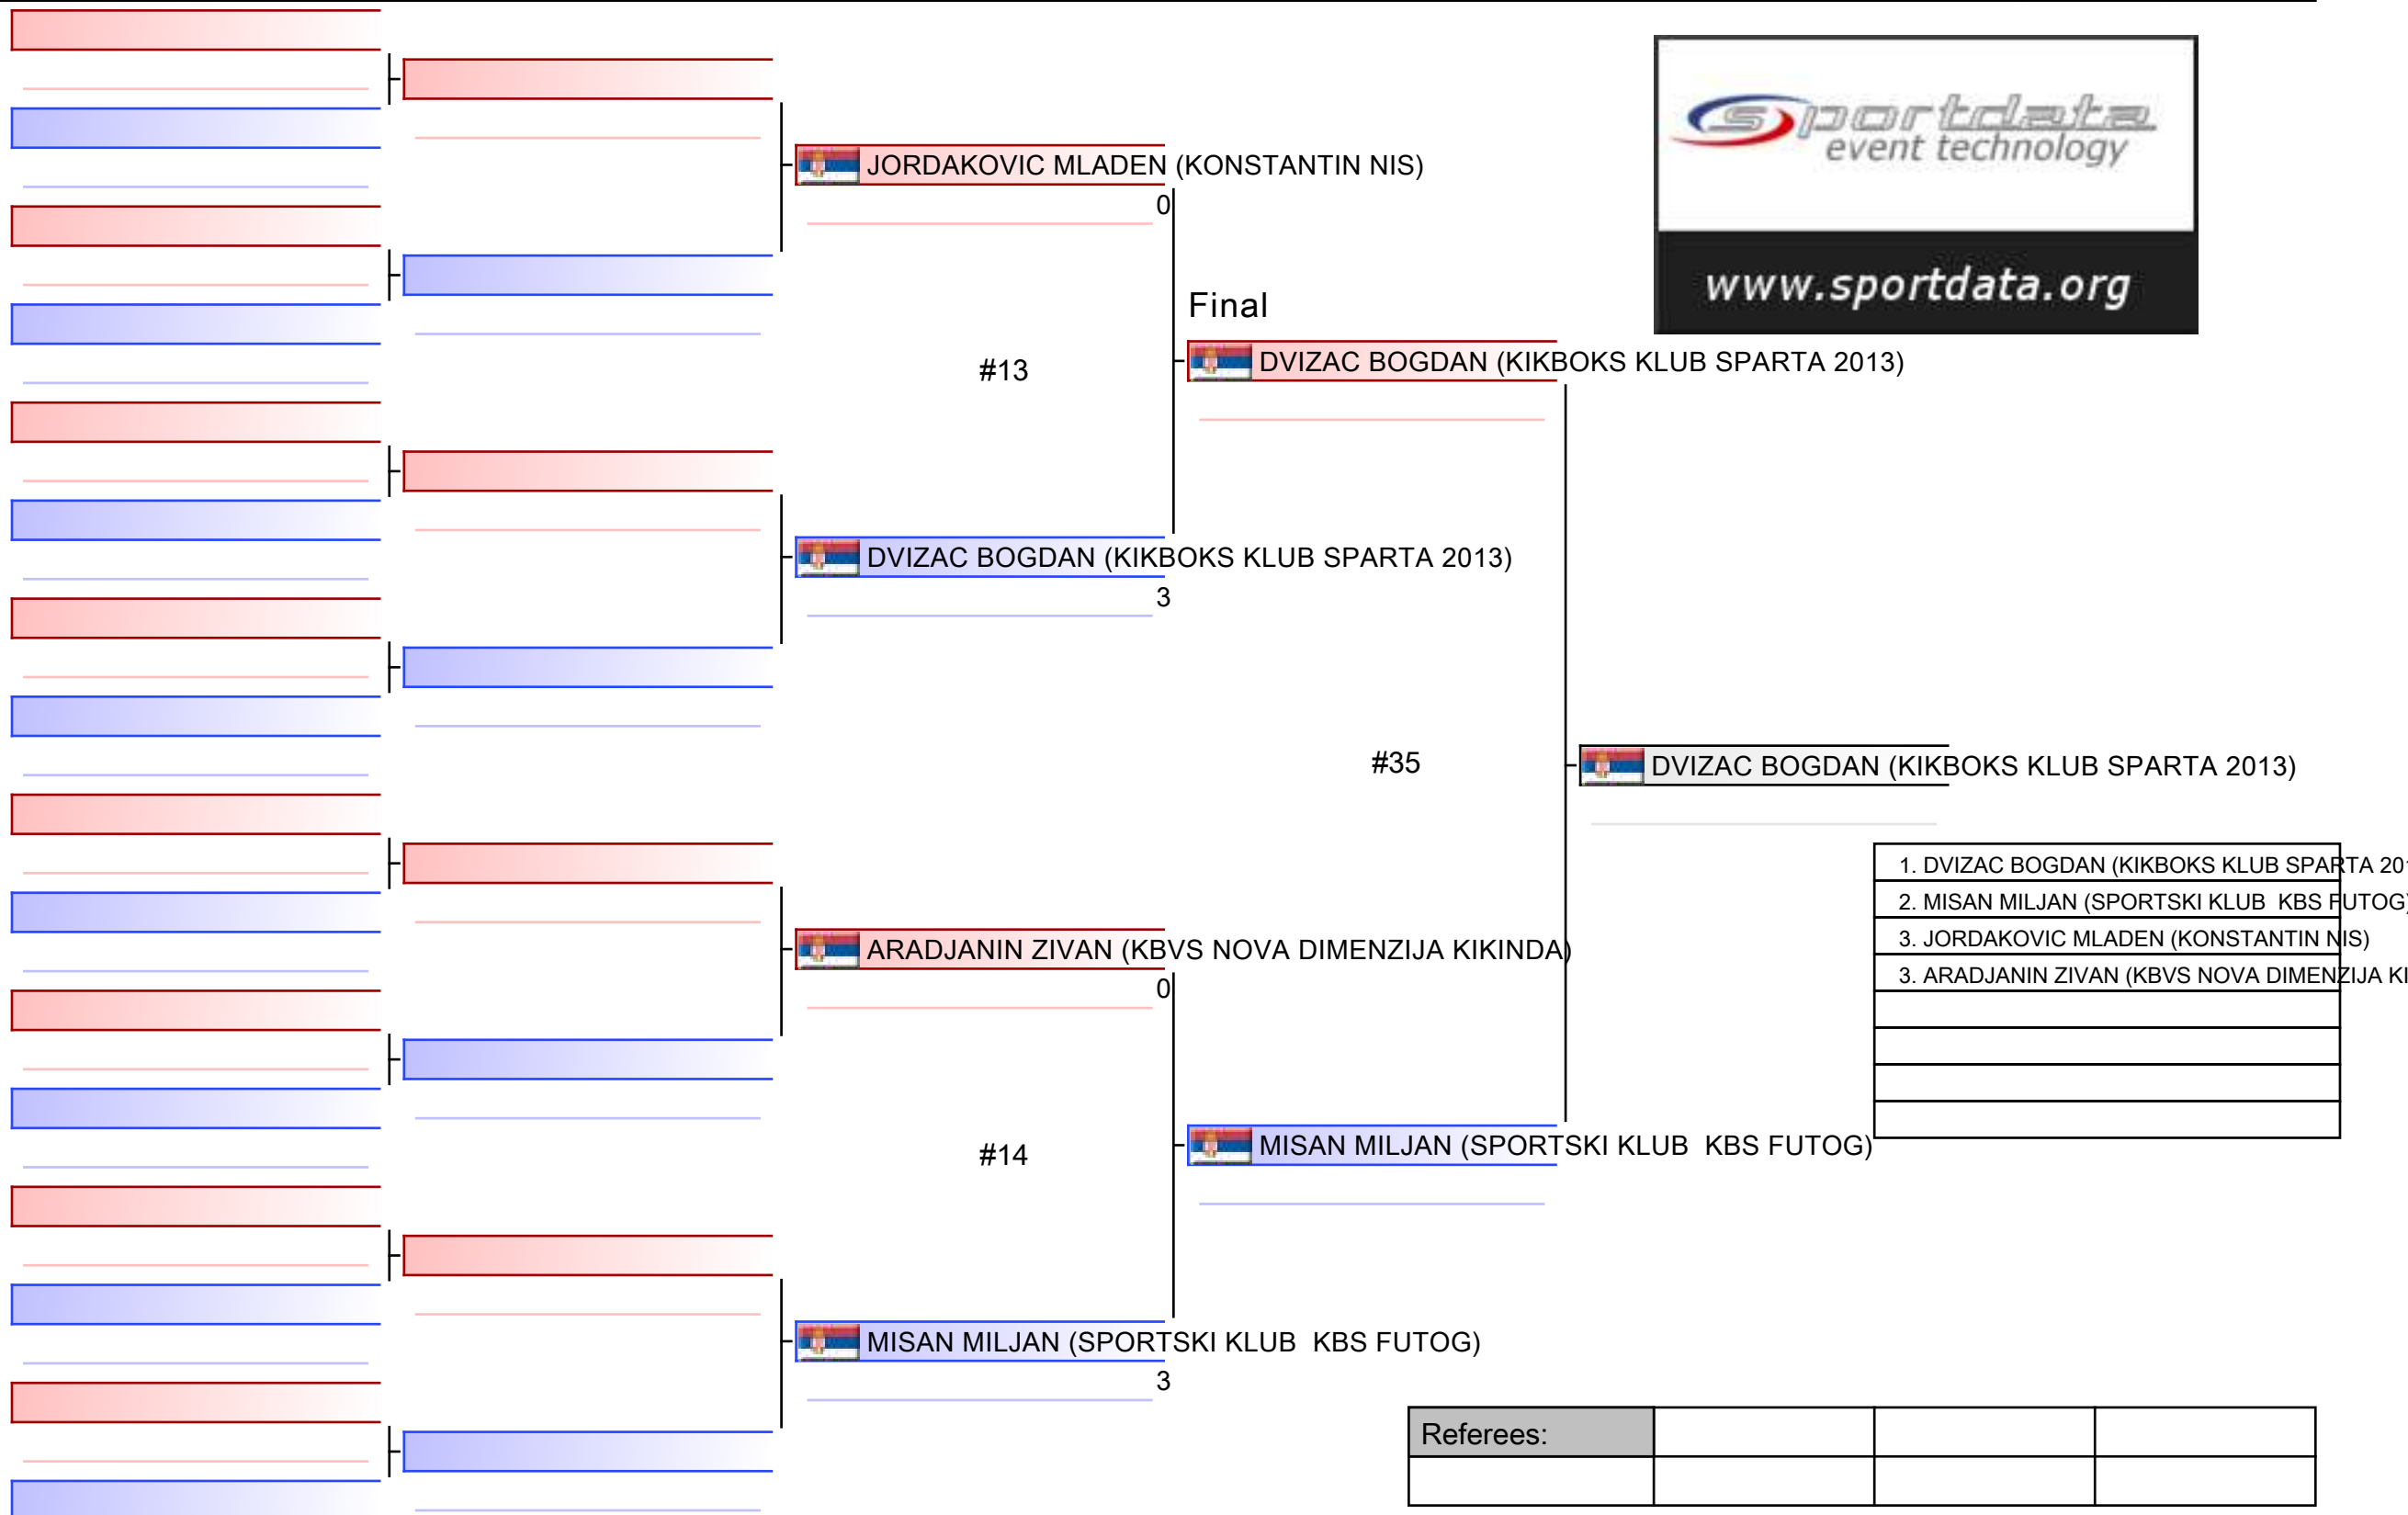 sportdata
event technology
www.sportdata.org
JORDAKOVIC MLADEN (KONSTANTIN NIS)
0
Final
#13
DVIZAC BOGDAN (KIKBOKS KLUB SPARTA 2013)
DVIZAC BOGDAN (KIKBOKS KLUB SPARTA 2013)
3
#35
DVIZAC BOGDAN (KIKBOKS KLUB SPARTA 2013)
1. DVIZAC BOGDAN (KIKBOKS KLUB SPARTA 201
2. MISAN MILJAN (SPORTSKI KLUB  KBS FUTOG)
3. JORDAKOVIC MLADEN (KONSTANTIN NIS)
3. ARADJANIN ZIVAN (KBVS NOVA DIMENZIJA KI
ARADJANIN ZIVAN (KBVS NOVA DIMENZIJA KIKINDA)
0
#14
MISAN MILJAN (SPORTSKI KLUB  KBS FUTOG)
MISAN MILJAN (SPORTSKI KLUB  KBS FUTOG)
3
Referees: